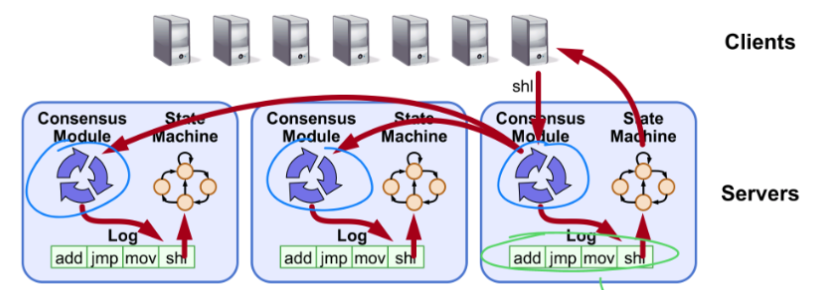 Clients
shl
Consensus Module
State Machine
Consensus Module
State Machine
Consensus Module
State Machine
Servers
Log
add jmp mov shl
Log
add jmp mov shl
Log
add jmp mov shl